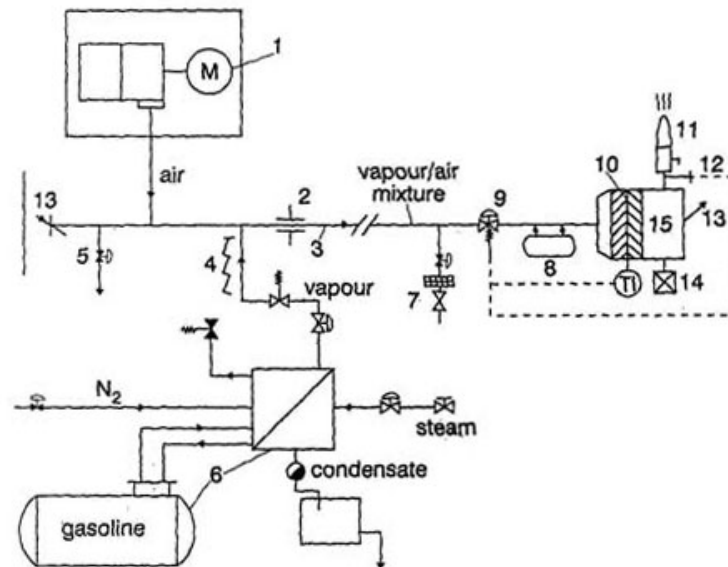 1
M
air
vapour/air
mixture
11
12
10
9
2
13
3
15
13
5
4
8
7
TI
14
vapour
N2
steam
6
condensate
gasoline